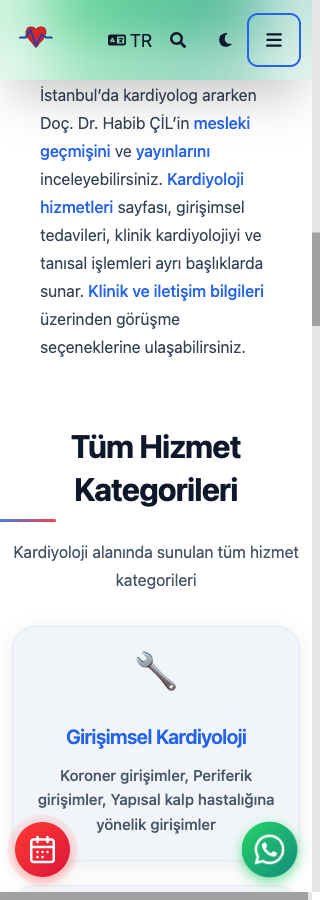 TR
İstanbul’da kardiyolog ararken
Doç. Dr. Habib ÇİL’in mesleki
geçmişini ve yayınlarını
inceleyebilirsiniz. Kardiyoloji
hizmetleri sayfası, girişimsel
tedavileri, klinik kardiyolojiyi ve
tanısal işlemleri ayrı başlıklarda
sunar. Klinik ve iletişim bilgileri
üzerinden görüşme
seçeneklerine ulaşabilirsiniz.
Tüm Hizmet
Kategorileri
Kardiyoloji alanında sunulan tüm hizmet
kategorileri
Girişimsel Kardiyoloji
Koroner girişimler, Periferik
girişimler, Yapısal kalp hastalığına
yönelik girişimler